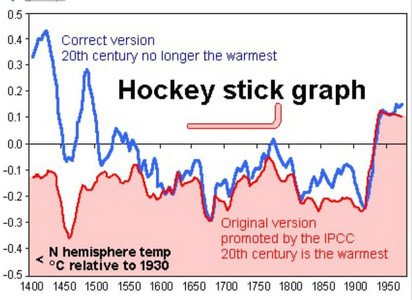 0.5
0.4
0.3
0.2
0.1
0.0
-0.1
-0.2
-0.3
-0.4
-0.5
Correct version
20th century no longer the warmest
Hockey stick graph
Original version
promoted by the IPCC
20th century is the warmest
< N hemisphere temp
°C relative to 1930
1400 1450 1500 1550 1600 1650 1700 1750 1800 1850 1900 1950